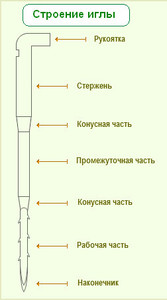 Строение иглы
Рукоятка
Стержень
Конусная часть
Промежуточная часть
Конусная часть
Рабочая часть
Наконечник